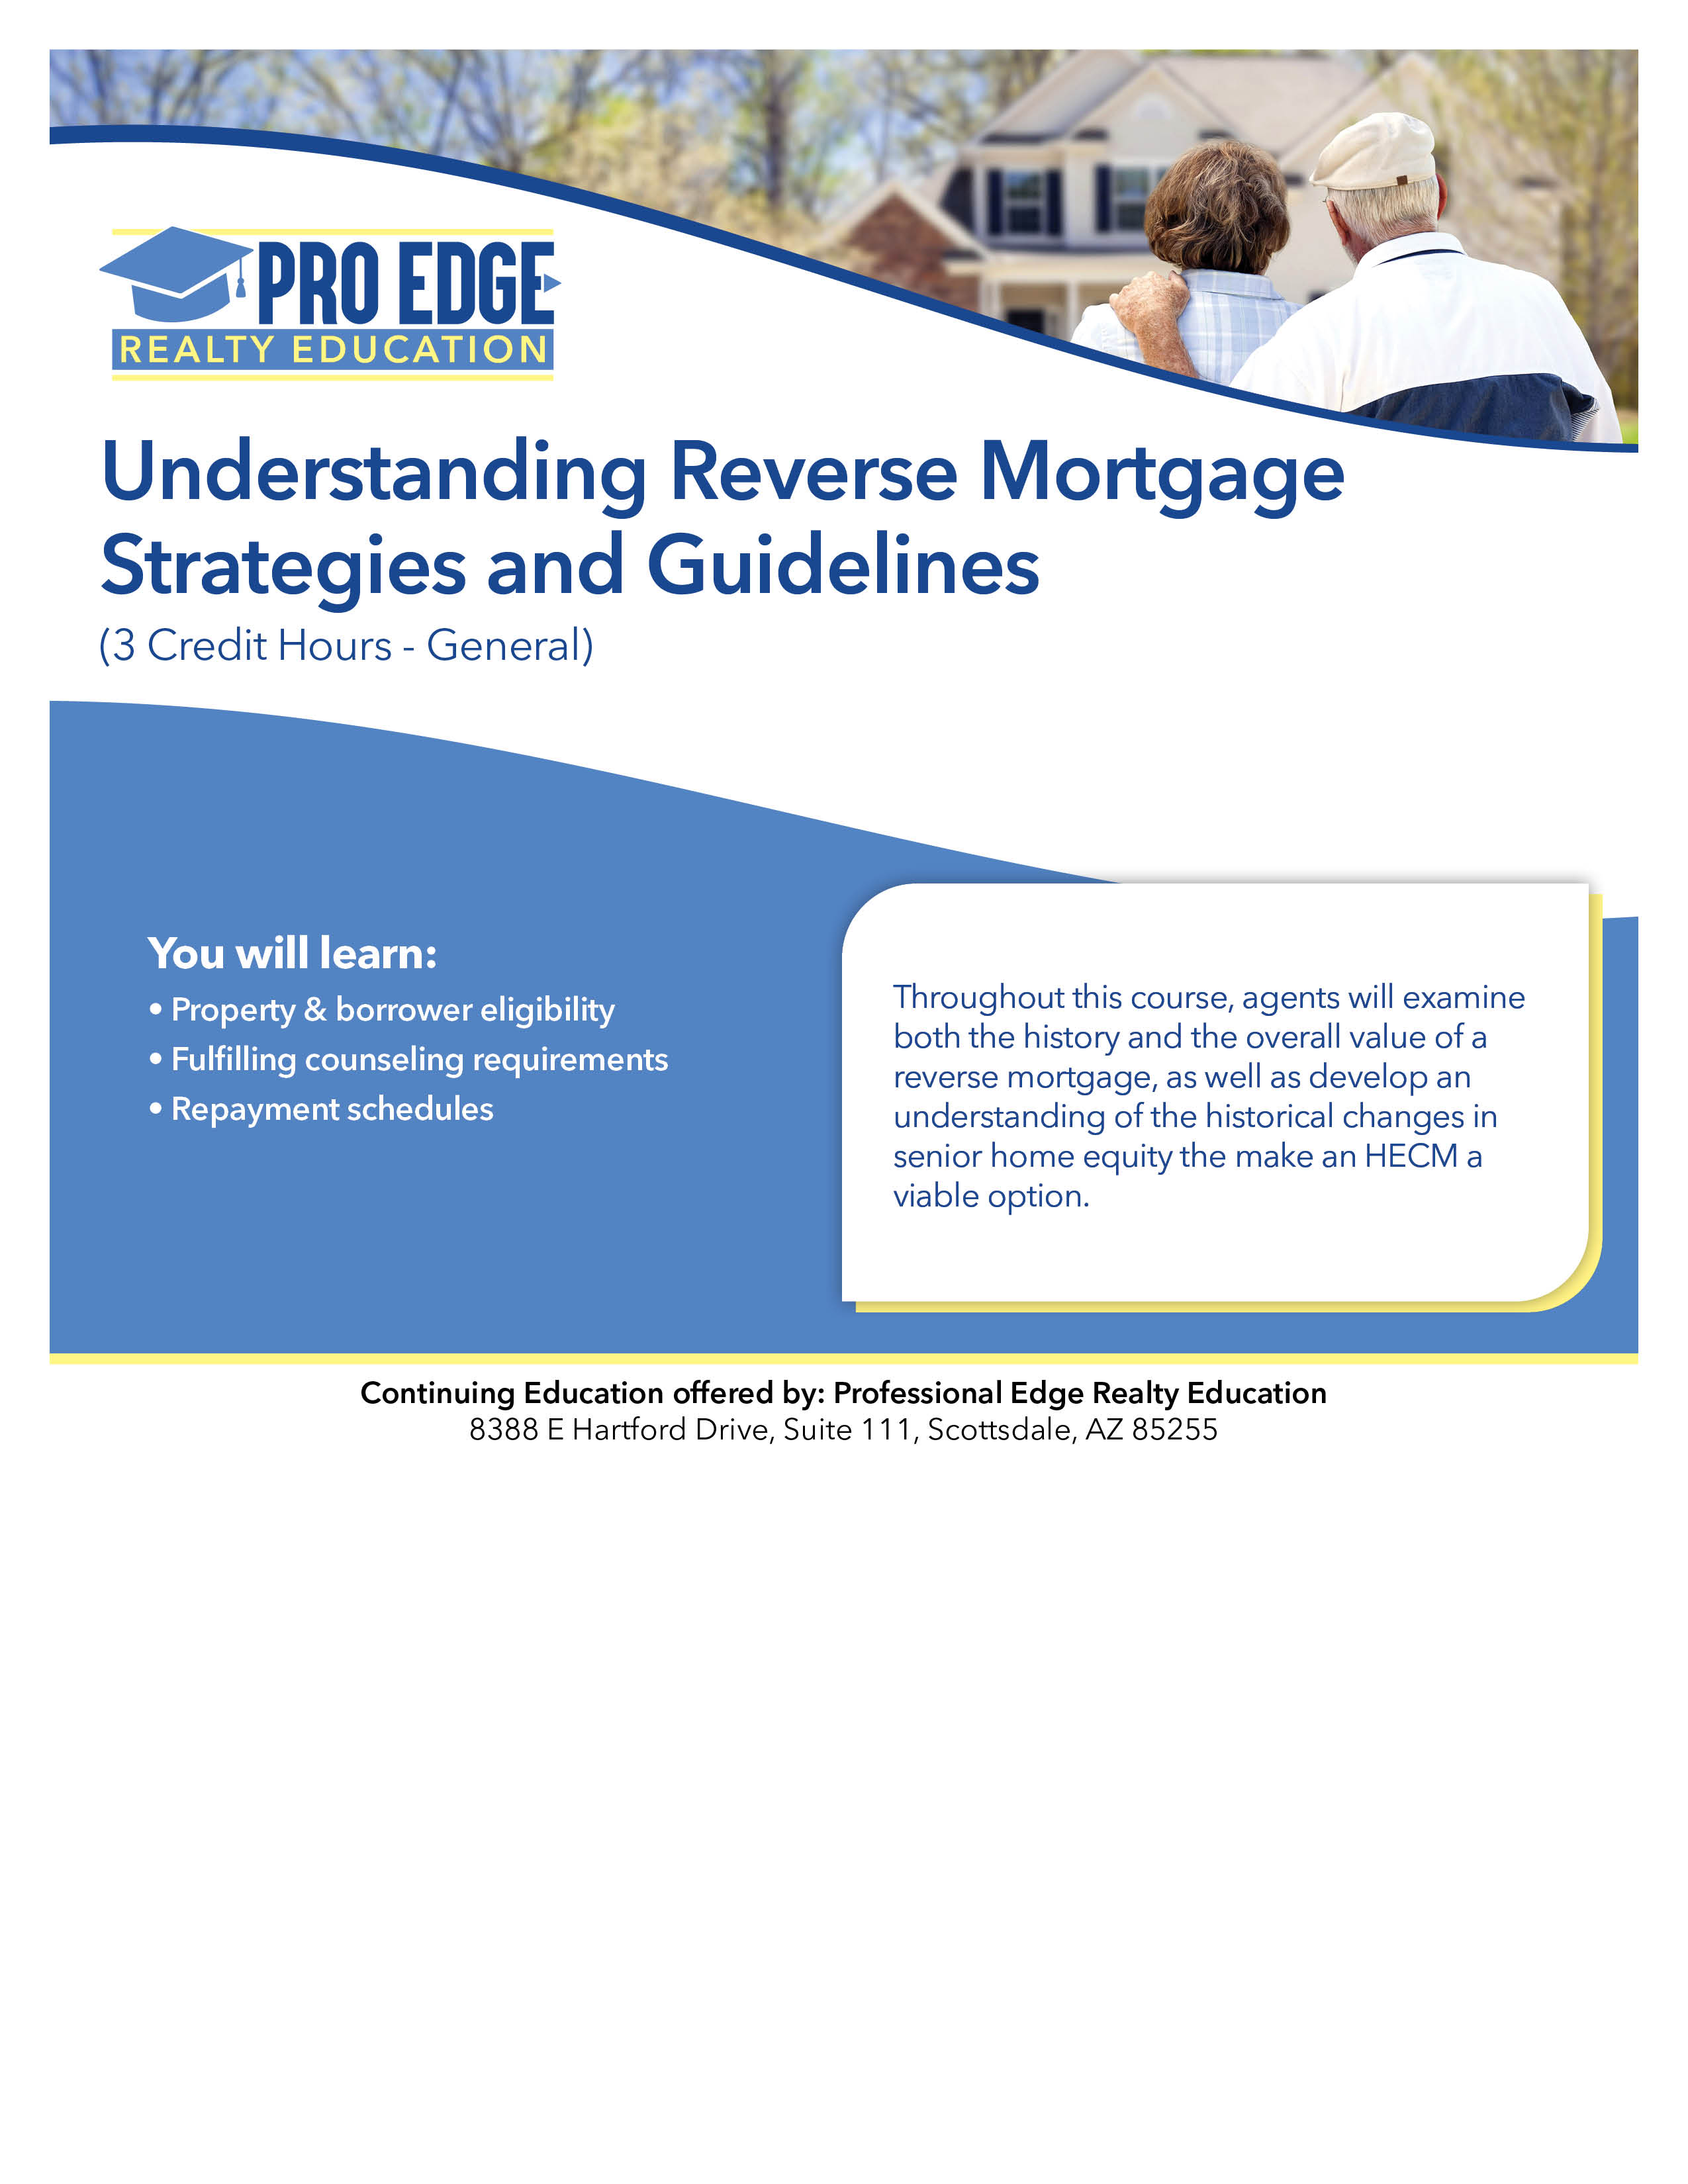 PRO EDGE
REALTY EDUCATION
Understanding Reverse Mortgage
Strategies and Guidelines
(3 Credit Hours - General)
You will learn:
• Property & borrower eligibility
• Fulfilling counseling requirements
• Repayment schedules
Throughout this course, agents will examine
both the history and the overall value of a
reverse mortgage, as well as develop an
understanding of the historical changes in
senior home equity the make an HECM a
viable option.
Continuing Education offered by: Professional Edge Realty Education
8388 E Hartford Drive, Suite 111, Scottsdale, AZ 85255